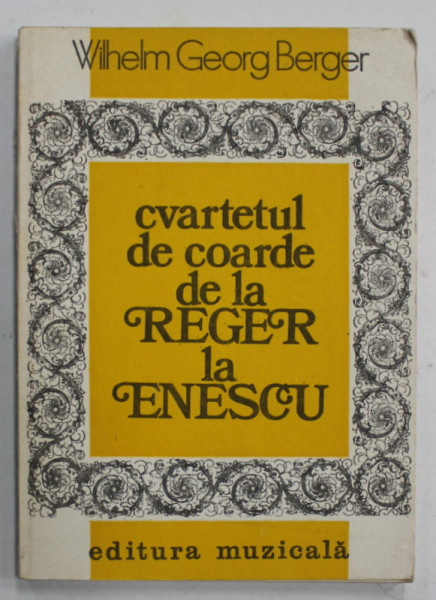 Wilhelm Georg Berger
cvartetul
de coarde
de la
REGER
la
ENESCU
editura muzicală